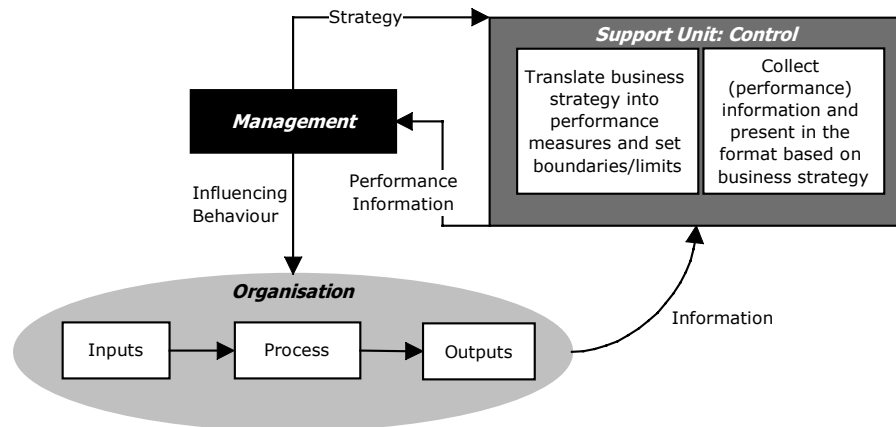 Strategy
Support Unit: Control
Translate business
strategy into
performance
measures and set
boundaries/limits
Collect
(performance)
information and
present in the
format based on
business strategy
Management
Influencing
Behaviour
Performance
Information
Organisation
Inputs
Process
Outputs
Information